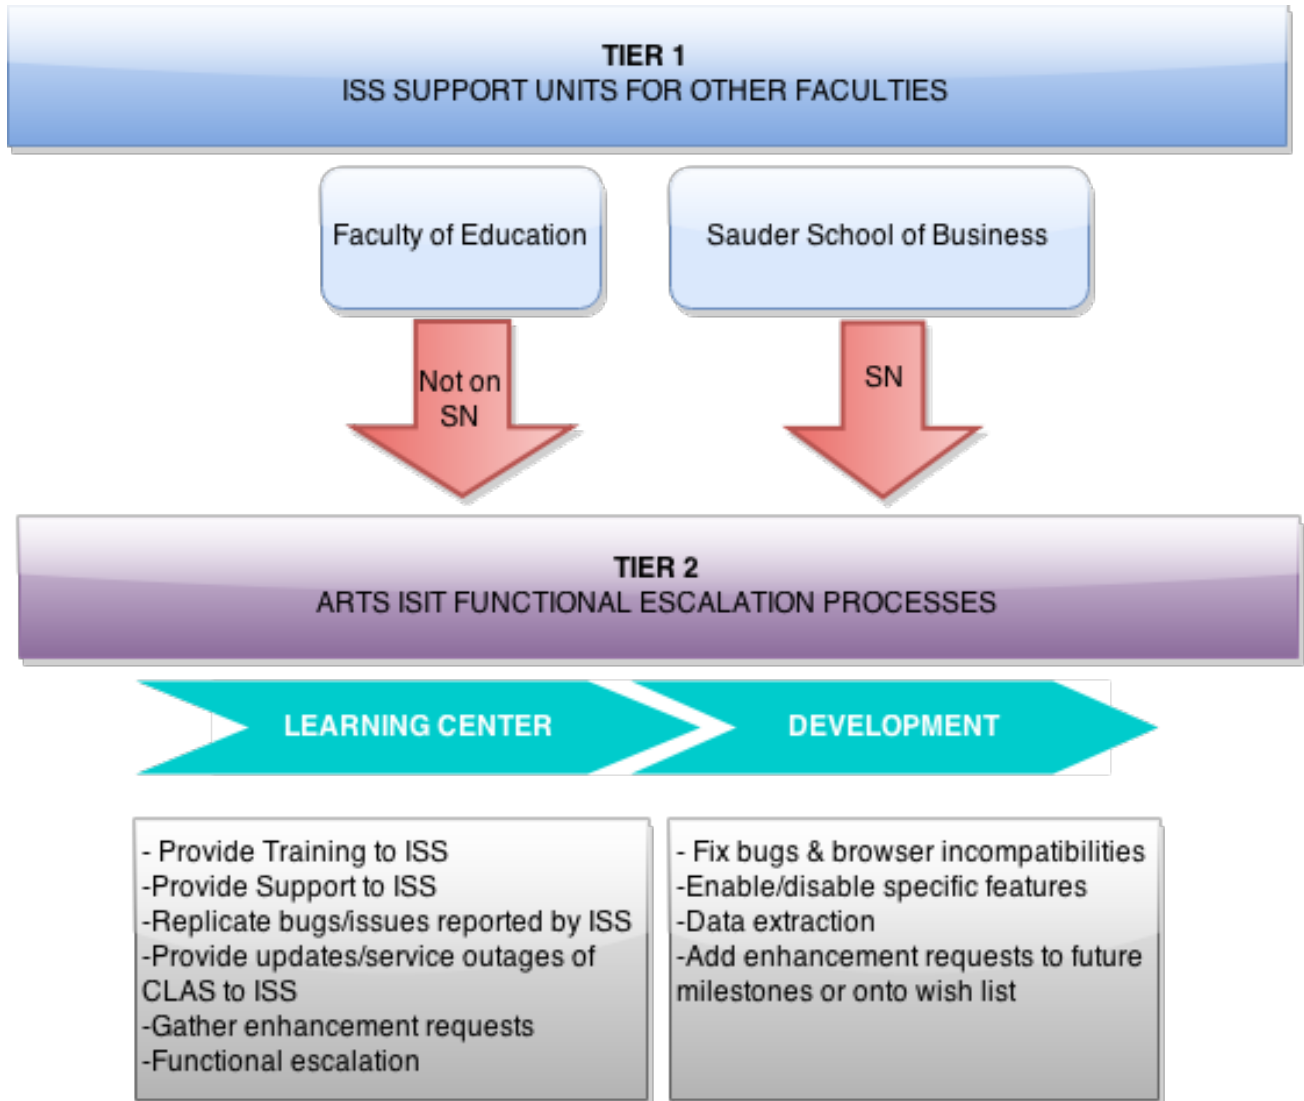 TIER 1
ISS SUPPORT UNITS FOR OTHER FACULTIES
Faculty of Education
Sauder School of Business
Not on
SN
SN
TIER 2
ARTS ISIT FUNCTIONAL ESCALATION PROCESSES
LEARNING CENTER
DEVELOPMENT
- Provide Training to ISS
-Provide Support to ISS
-Replicate bugs/issues reported by ISS
-Provide updates/service outages of
CLAS to ISS
-Gather enhancement requests
-Functional escalation
- Fix bugs & browser incompatibilities
-Enable/disable specific features
-Data extraction
-Add enhancement requests to future
milestones or onto wish list